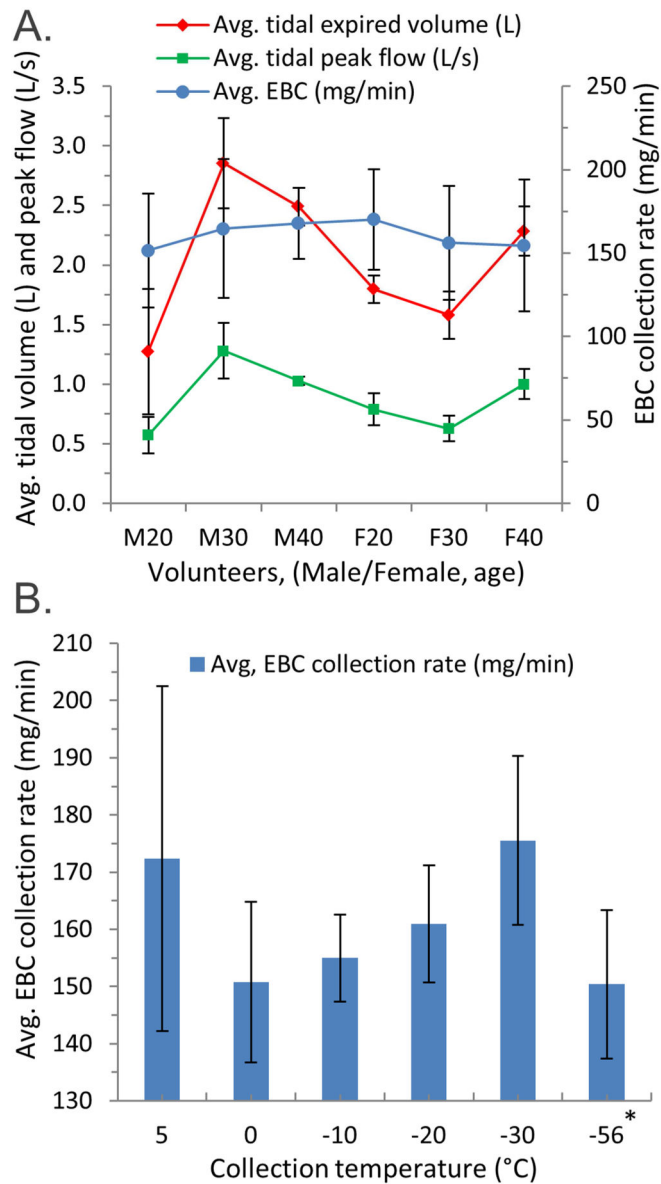 A.
Avg. tidal expired volume (L)
Avg. tidal peak flow (L/s)
Avg. EBC (mg/min)
Avg. tidal volume (L) and peak flow (L/s)
3.5
3.0
2.5
2.0
1.5
1.0
0.5
0.0
250
200
150
100
50
0
EBC collection rate (mg/min)
M20 M30 M40 F20 F30 F40
Volunteers, (Male/Female, age)
B.
Avg, EBC collection rate (mg/min)
Avg. EBC collection rate (mg/min)
210
200
190
180
170
160
150
140
130
5 0 -10 -20 -30 -56*
Collection temperature (°C)